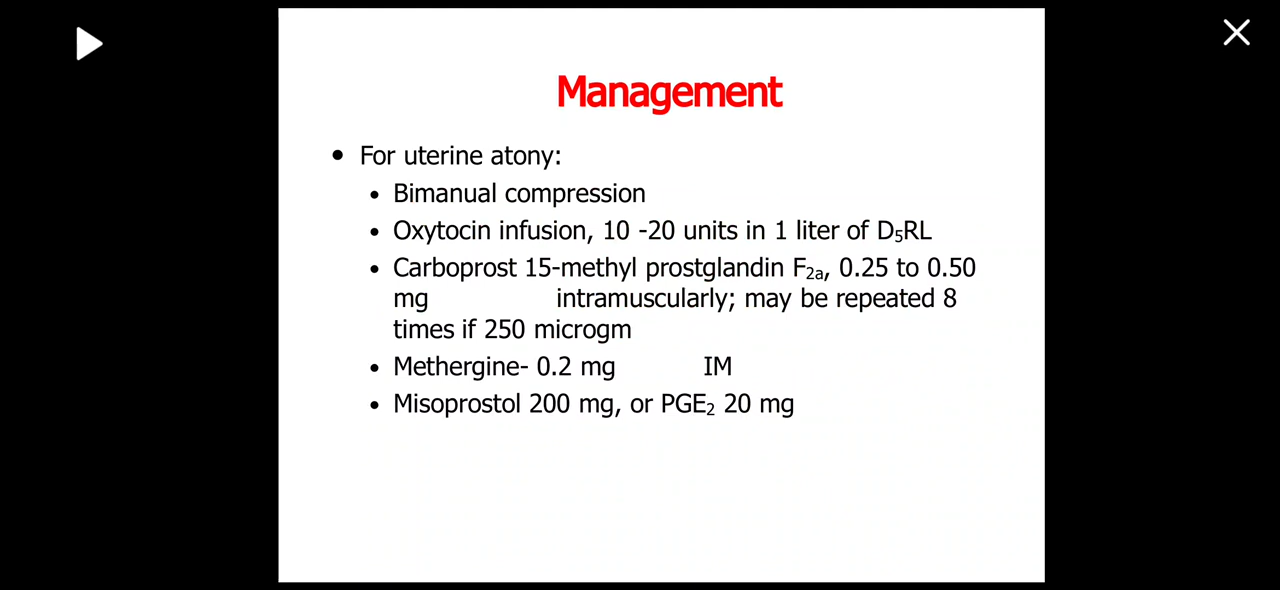 Management
• For uterine atony:
• Bimanual compression
• Oxytocin infusion, 10 -20 units in 1 liter of D₅RL
• Carboprost 15-methyl prostglandin F₂ₐ, 0.25 to 0.50
mg intramuscularly; may be repeated 8
times if 250 microgm
• Methergine- 0.2 mg IM
• Misoprostol 200 mg, or PGE₂ 20 mg